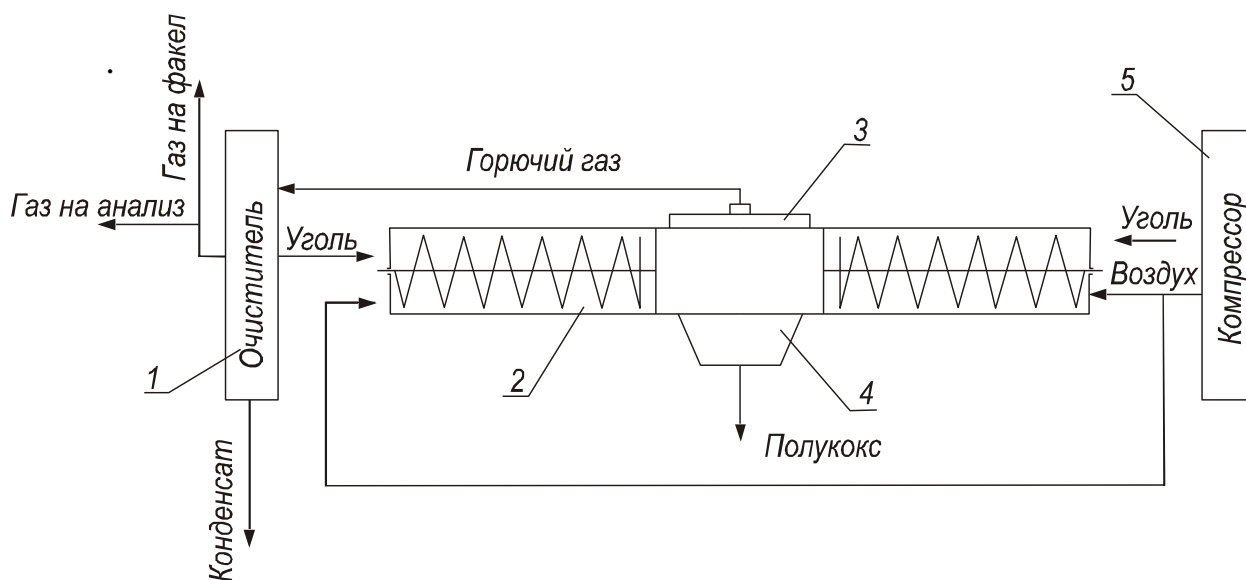 Газ на факел
5
3
Горючий газ
Газ на анализ
Очиститель
Уголь
Уголь
Воздух
Компрессор
1
2
4
Полукокс
Конденсат